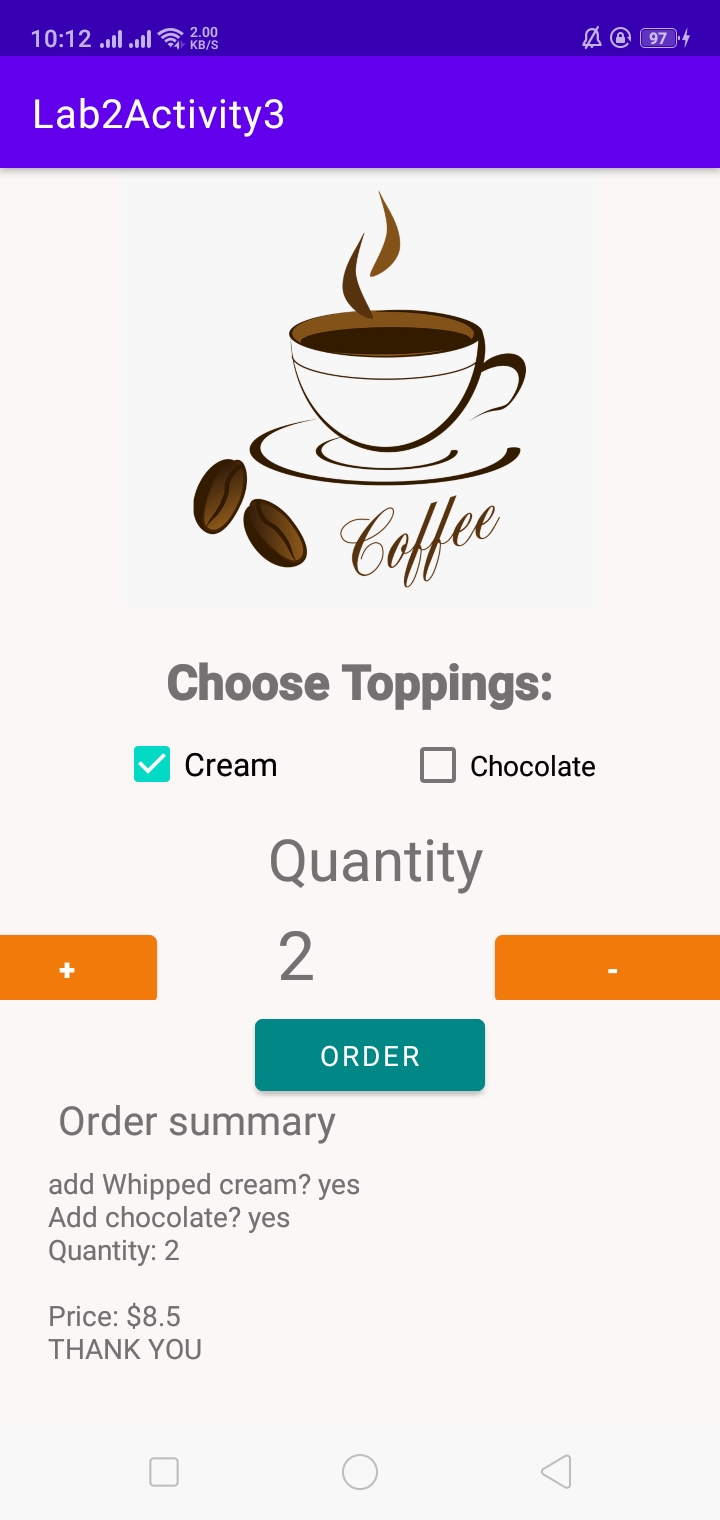 10:12 2.00 KB/S 97
Lab2Activity3
Coffee
Choose Toppings:
Cream Chocolate
Quantity
+ 2 -
ORDER
Order summary
add Whipped cream? yes
Add chocolate? yes
Quantity: 2
Price: $8.5
THANK YOU